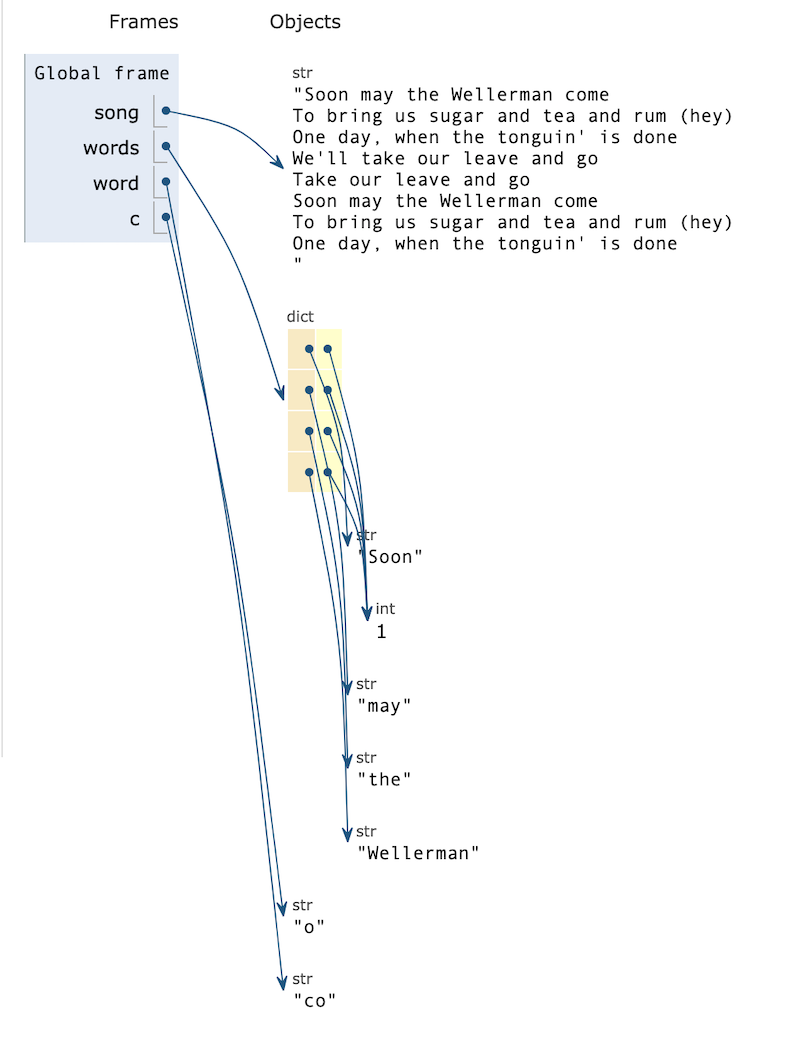 Frames Objects
Global frame
song
words
word
c
str
"Soon may the Wellerman come
To bring us sugar and tea and rum (hey)
One day, when the tonguin' is done
We'll take our leave and go
Take our leave and go
Soon may the Wellerman come
To bring us sugar and tea and rum (hey)
One day, when the tonguin' is done
"
dict
str
"Soon"
int
1
str
"may"
str
"the"
str
"Wellerman"
str
"o"
str
"co"